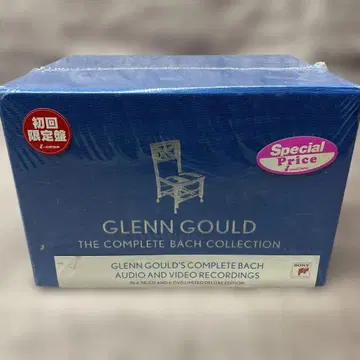 初回
限定盤
Special
Price
GLENN GOULD
THE COMPLETE BACH COLLECTION
GLENN GOULD'S COMPLETE BACH
AUDIO AND VIDEO RECORDINGS
SONY